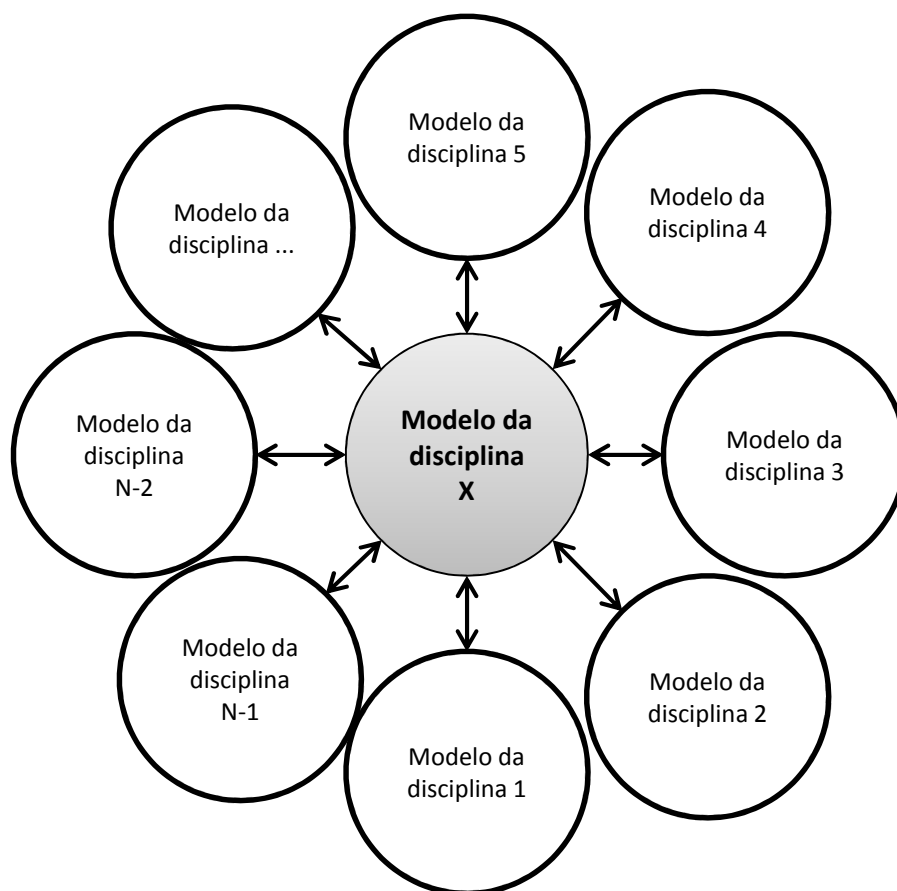 Modelo da
disciplina 5
Modelo da
disciplina 4
Modelo da
disciplina ...
Modelo da
disciplina
N-2
Modelo da
disciplina
X
Modelo da
disciplina 3
Modelo da
disciplina
N-1
Modelo da
disciplina 2
Modelo da
disciplina 1